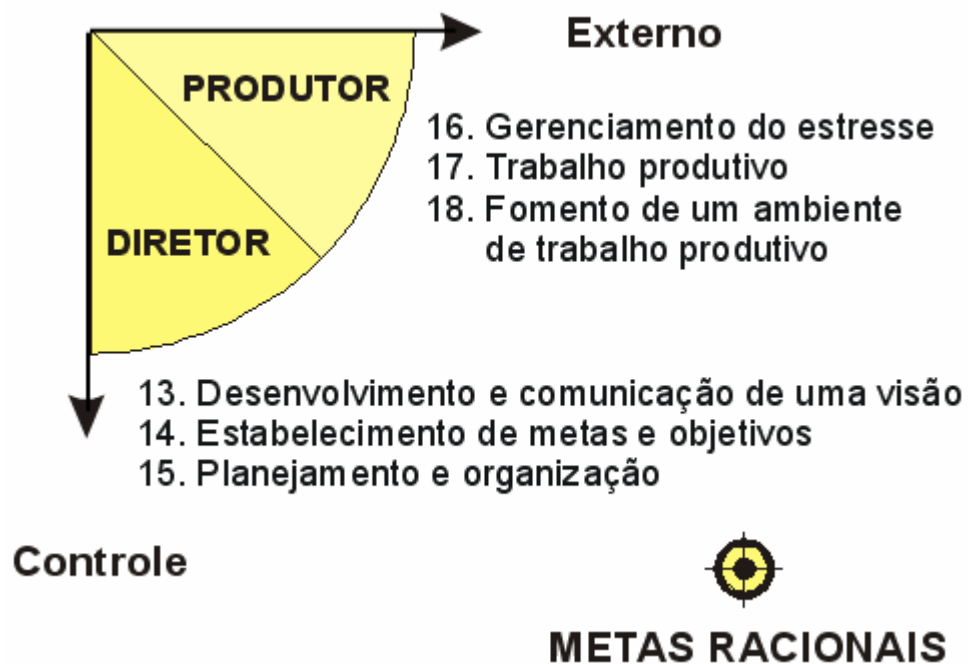 Externo
PRODUTOR
16. Gerenciamento do estresse
17. Trabalho produtivo
18. Fomento de um ambiente
de trabalho produtivo
DIRETOR
13. Desenvolvimento e comunicação de uma visão
14. Estabelecimento de metas e objetivos
15. Planejamento e organização
Controle
METAS RACIONAIS